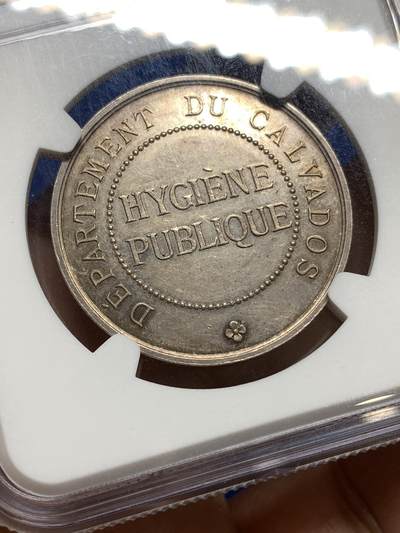 DÉPARTEMENT DU CALVADOS
HYGIÈNE
PUBLIQUE